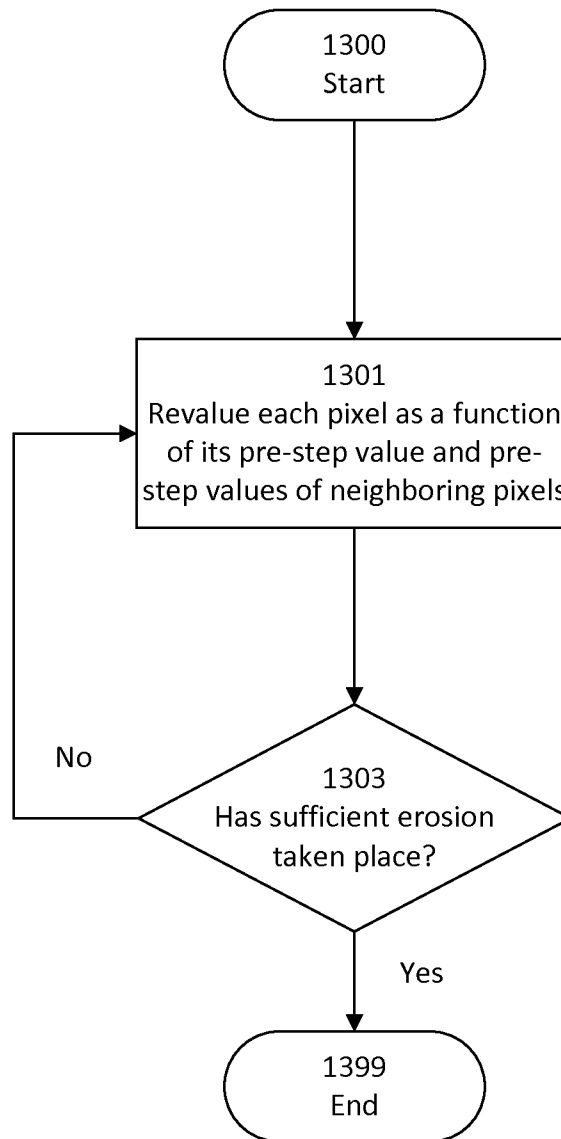 1300
Start
1301
Revalue each pixel as a function
of its pre-step value and pre-
step values of neighboring pixels
No
1303
Has sufficient erosion
taken place?
Yes
1399
End